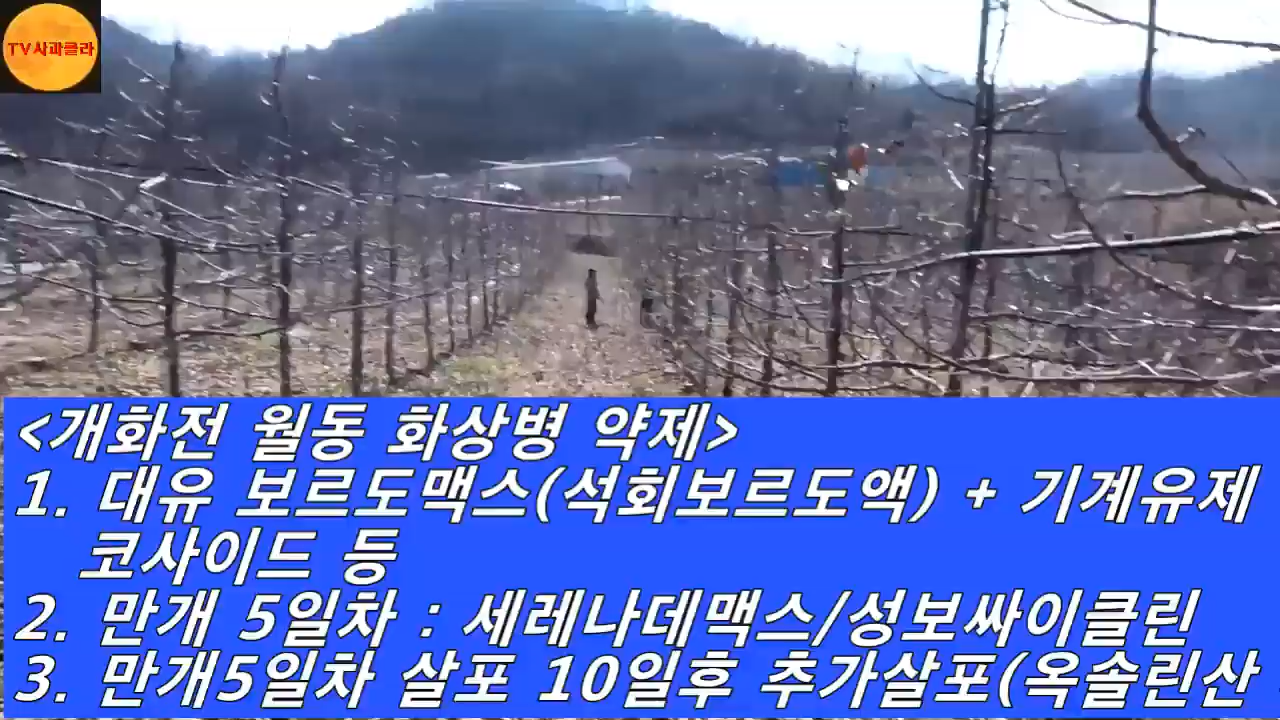 TV사과클라
<개화전 월동 화상병 약제>
1. 대유 보르도맥스(석회보르도액) + 기계유제
코사이드 등
2. 만개 5일차 : 세레나데맥스/성보싸이클린
3. 만개5일차 살포 10일후 추가살포(옥솔린산